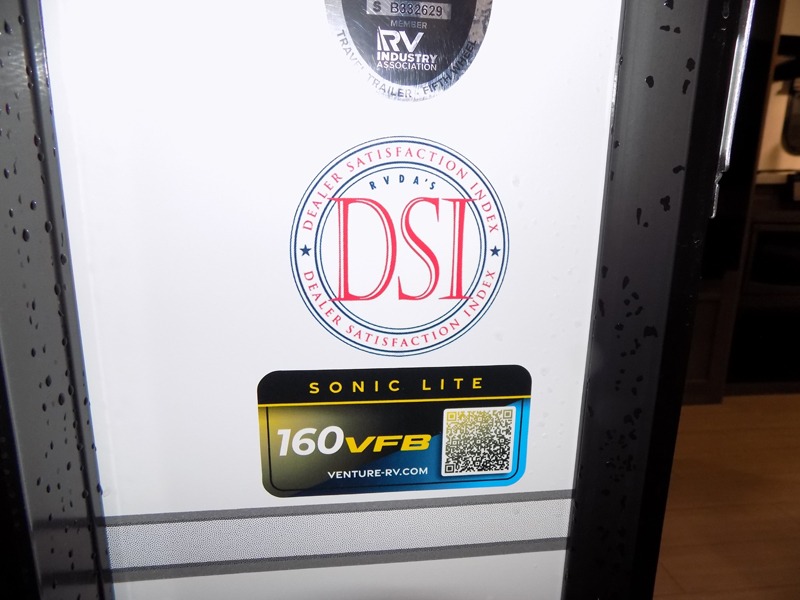 S B332629
MEMBER
RV
INDUSTRY
ASSOCIATION
TRAVEL TRAILER - FIFTH WHEEL
DEALER SATISFACTION INDEX
RVDA'S
DSI
DEALER SATISFACTION INDEX
SONIC LITE
160VFB
VENTURE-RV.COM